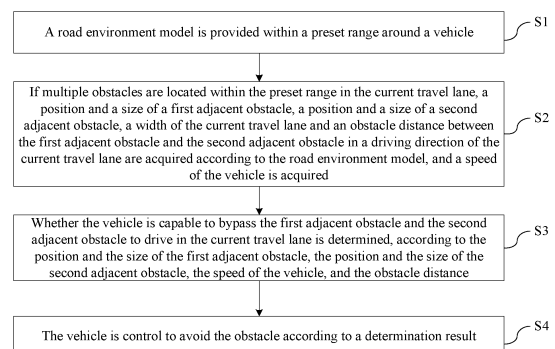 A road environment model is provided within a preset range around a vehicle
S1
If multiple obstacles are located within the preset range in the current travel lane, a
position and a size of a first adjacent obstacle, a position and a size of a second
adjacent obstacle, a width of the current travel lane and an obstacle distance between
the first adjacent obstacle and the second adjacent obstacle in a driving direction of the
current travel lane are acquired according to the road environment model, and a speed
of the vehicle is acquired
S2
Whether the vehicle is capable to bypass the first adjacent obstacle and the second
adjacent obstacle to drive in the current travel lane is determined, according to the
position and the size of the first adjacent obstacle, the position and the size of the
second adjacent obstacle, the speed of the vehicle, and the obstacle distance
S3
The vehicle is control to avoid the obstacle according to a determination result
S4